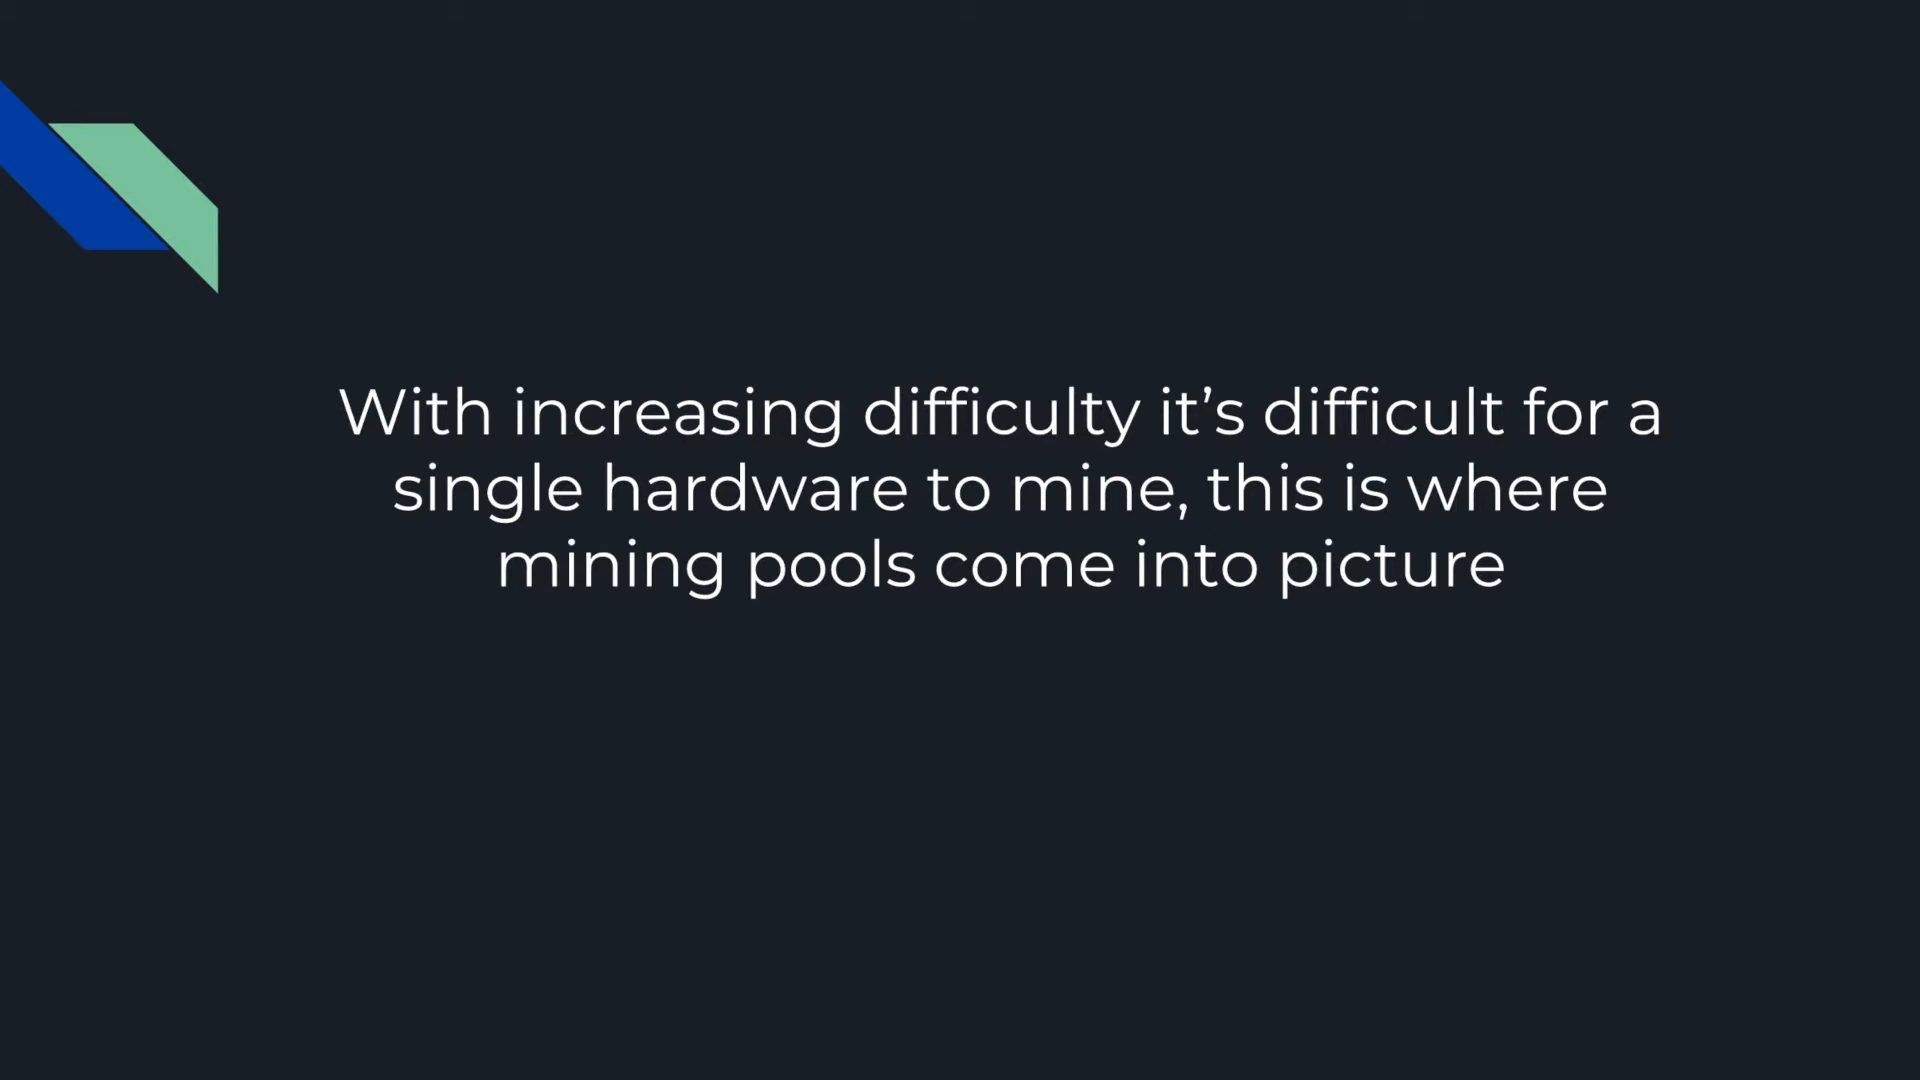 With increasing difficulty it’s difficult for a
single hardware to mine, this is where
mining pools come into picture